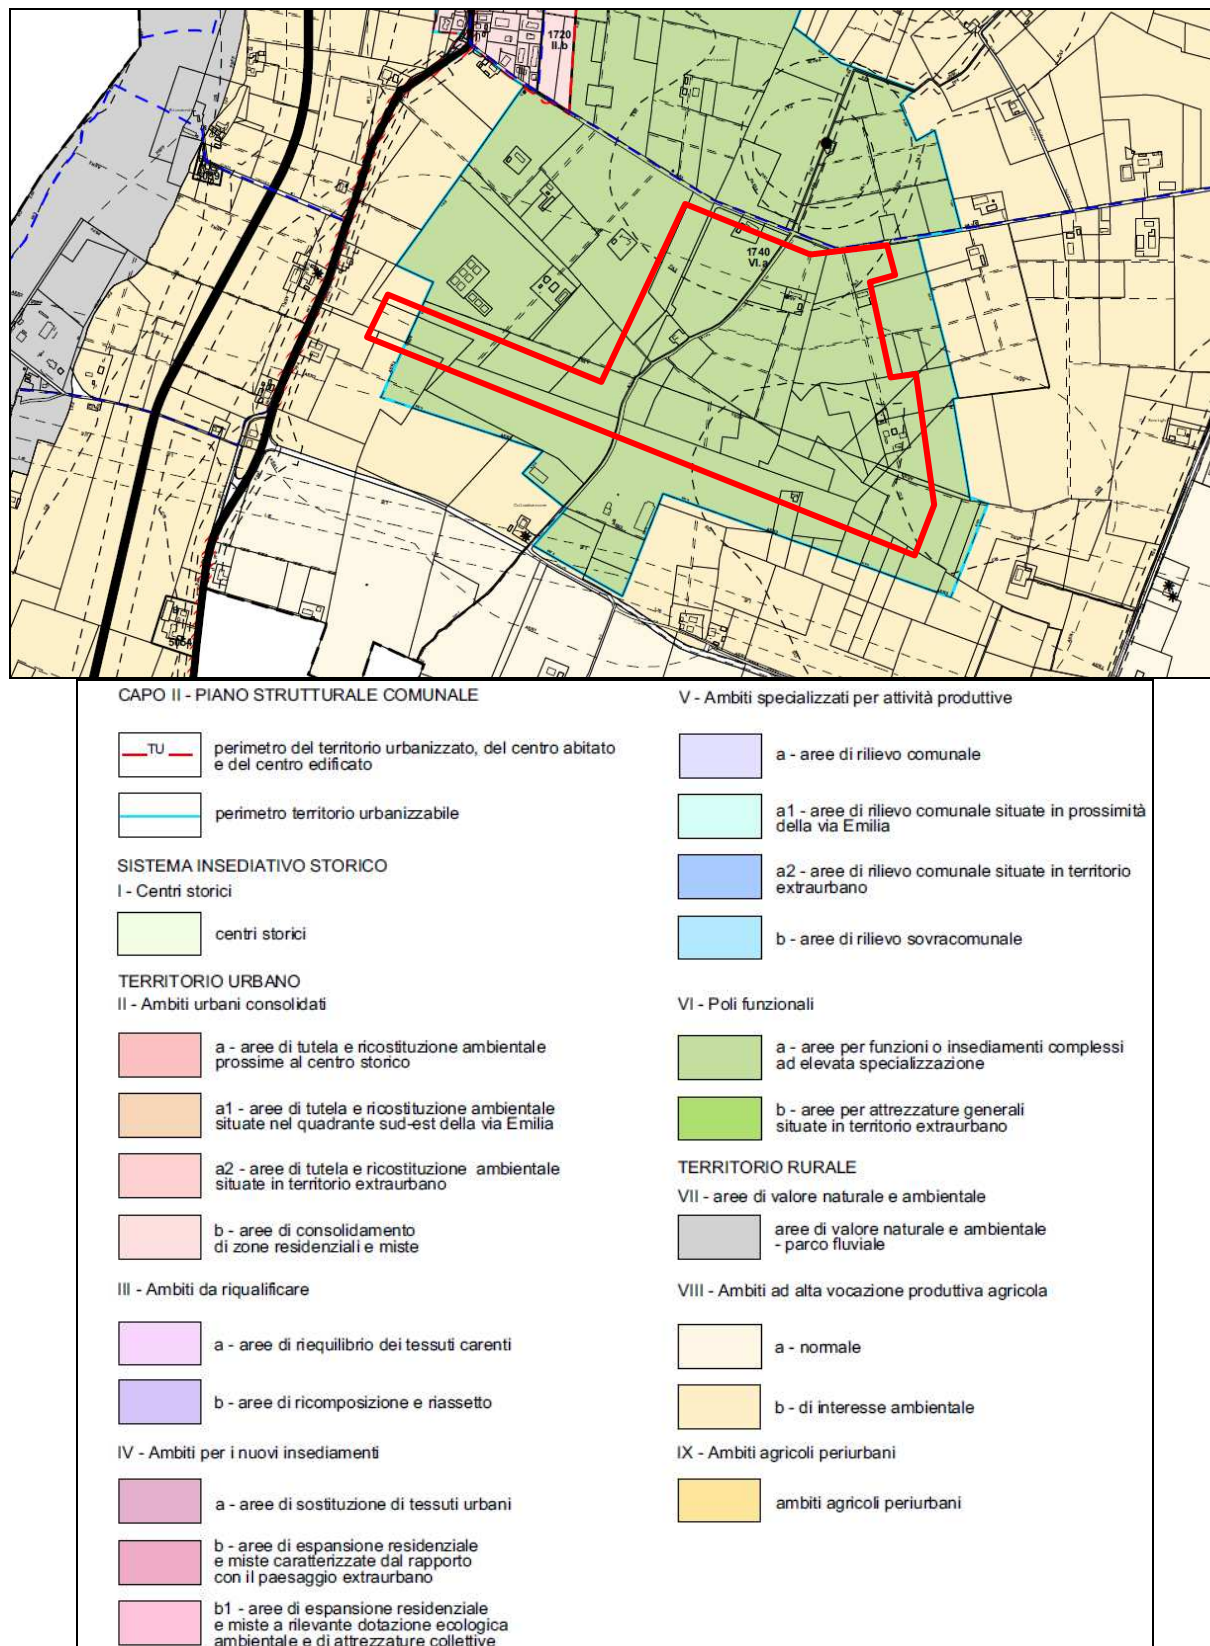 1720
II.b
1740
VI.a
CAPO II - PIANO STRUTTURALE COMUNALE
TU
perimetro del territorio urbanizzato, del centro abitato
e del centro edificato
perimetro territorio urbanizzabile
SISTEMA INSEDIATIVO STORICO
I - Centri storici
centri storici
TERRITORIO URBANO
II - Ambiti urbani consolidati
a - aree di tutela e ricostituzione ambientale
prossime al centro storico
a1 - aree di tutela e ricostituzione ambientale
situate nel quadrante sud-est della via Emilia
a2 - aree di tutela e ricostituzione ambientale
situate in territorio extraurbano
b - aree di consolidamento
di zone residenziali e miste
III - Ambiti da riqualificare
a - aree di riequilibrio dei tessuti carenti
b - aree di ricomposizione e riassetto
IV - Ambiti per i nuovi insediamenti
a - aree di sostituzione di tessuti urbani
b - aree di espansione residenziale
e miste caratterizzate dal rapporto
con il paesaggio extraurbano
b1 - aree di espansione residenziale
e miste a rilevante dotazione ecologica
ambientale e di attrezzature collettive
V - Ambiti specializzati per attività produttive
a - aree di rilievo comunale
a1 - aree di rilievo comunale situate in prossimità
della via Emilia
a2 - aree di rilievo comunale situate in territorio
extraurbano
b - aree di rilievo sovracomunale
VI - Poli funzionali
a - aree per funzioni o insediamenti complessi
ad elevata specializzazione
b - aree per attrezzature generali
situate in territorio extraurbano
TERRITORIO RURALE
VII - aree di valore naturale e ambientale
aree di valore naturale e ambientale
- parco fluviale
VIII - Ambiti ad alta vocazione produttiva agricola
a - normale
b - di interesse ambientale
IX - Ambiti agricoli periurbani
ambiti agricoli periurbani